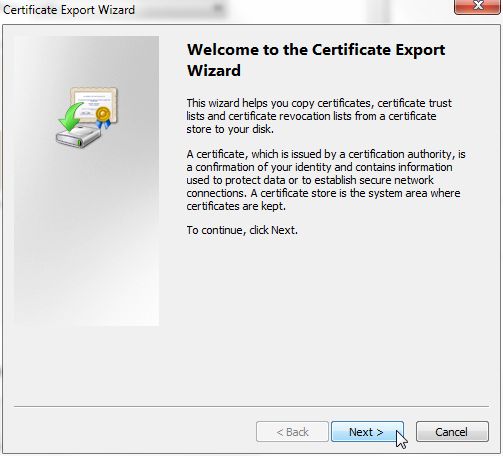 Certificate Export Wizard
Welcome to the Certificate Export
Wizard
This wizard helps you copy certificates, certificate trust
lists and certificate revocation lists from a certificate
store to your disk.
A certificate, which is issued by a certification authority, is
a confirmation of your identity and contains information
used to protect data or to establish secure network
connections. A certificate store is the system area where
certificates are kept.
To continue, click Next.
< Back
Next >
Cancel